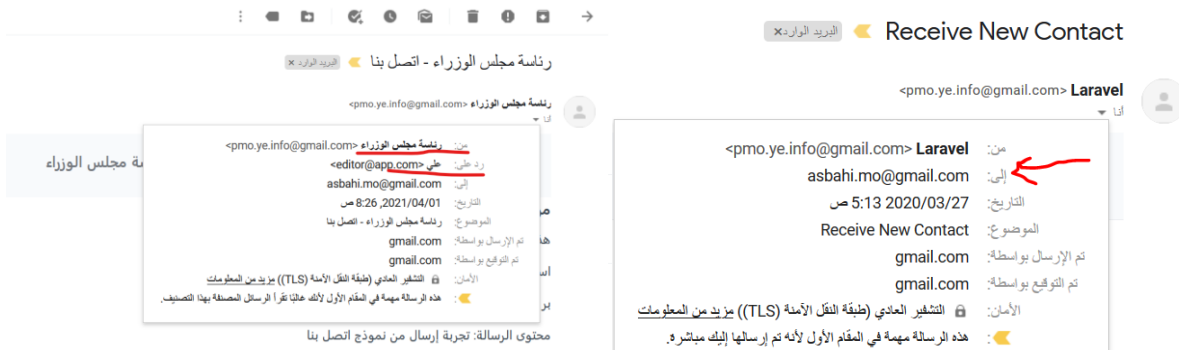 Receive New Contact البريد الوارد x
Laravel <pmo.ye.info@gmail.com>
أنا
من: Laravel <pmo.ye.info@gmail.com>
إلى: asbahi.mo@gmail.com
التاريخ: 2020/03/27 5:13 ص
الموضوع: Receive New Contact
تم الإرسال بواسطة: gmail.com
تم التوقيع بواسطة: gmail.com
الأمان: التشفير العادي (طبقة النقل الآمنة (TLS)) مزيد من المعلومات
: هذه الرسالة مهمة في المقام الأول لأنه تم إرسالها إليك مباشرة.
رئاسة مجلس الوزراء - اتصل بنا البريد الوارد x
رئاسة مجلس الوزراء <pmo.ye.info@gmail.com>
أنا
من: رئاسة مجلس الوزراء <pmo.ye.info@gmail.com>
رد على: علي <editor@app.com>
إلى: asbahi.mo@gmail.com
التاريخ: 2021/04/01, 8:26 ص
الموضوع: رئاسة مجلس الوزراء - اتصل بنا
تم الإرسال بواسطة: gmail.com
تم التوقيع بواسطة: gmail.com
الأمان: التشفير العادي (طبقة النقل الآمنة (TLS)) مزيد من المعلومات
: هذه الرسالة مهمة في المقام الأول لأنك غالبًا تقرأ الرسائل المصنفة بهذا التصنيف.
مجلس الوزراء
محتوى الرسالة: تجربة إرسال من نموذج اتصل بنا